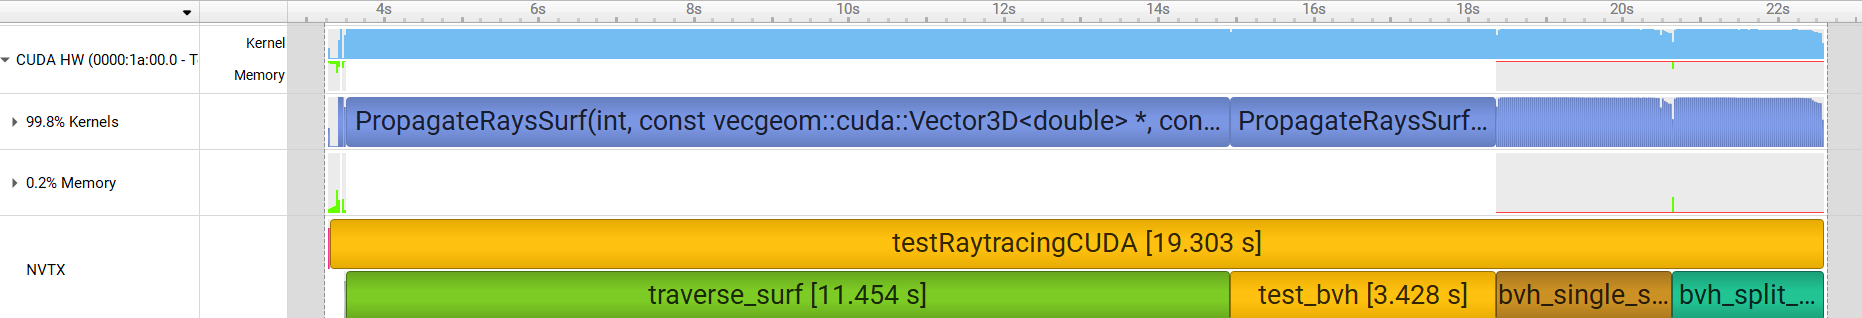 4s 6s 8s 10s 12s 14s 16s 18s 20s 22s
Kernel
CUDA HW (0000:1a:00.0 - T
Memory
99.8% Kernels
PropagateRaysSurf(int, const vecgeom::cuda::Vector3D<double> *, con...
PropagateRaysSurf...
0.2% Memory
testRaytracingCUDA [19.303 s]
NVTX
traverse_surf [11.454 s]
test_bvh [3.428 s]
bvh_single_s...
bvh_split_...